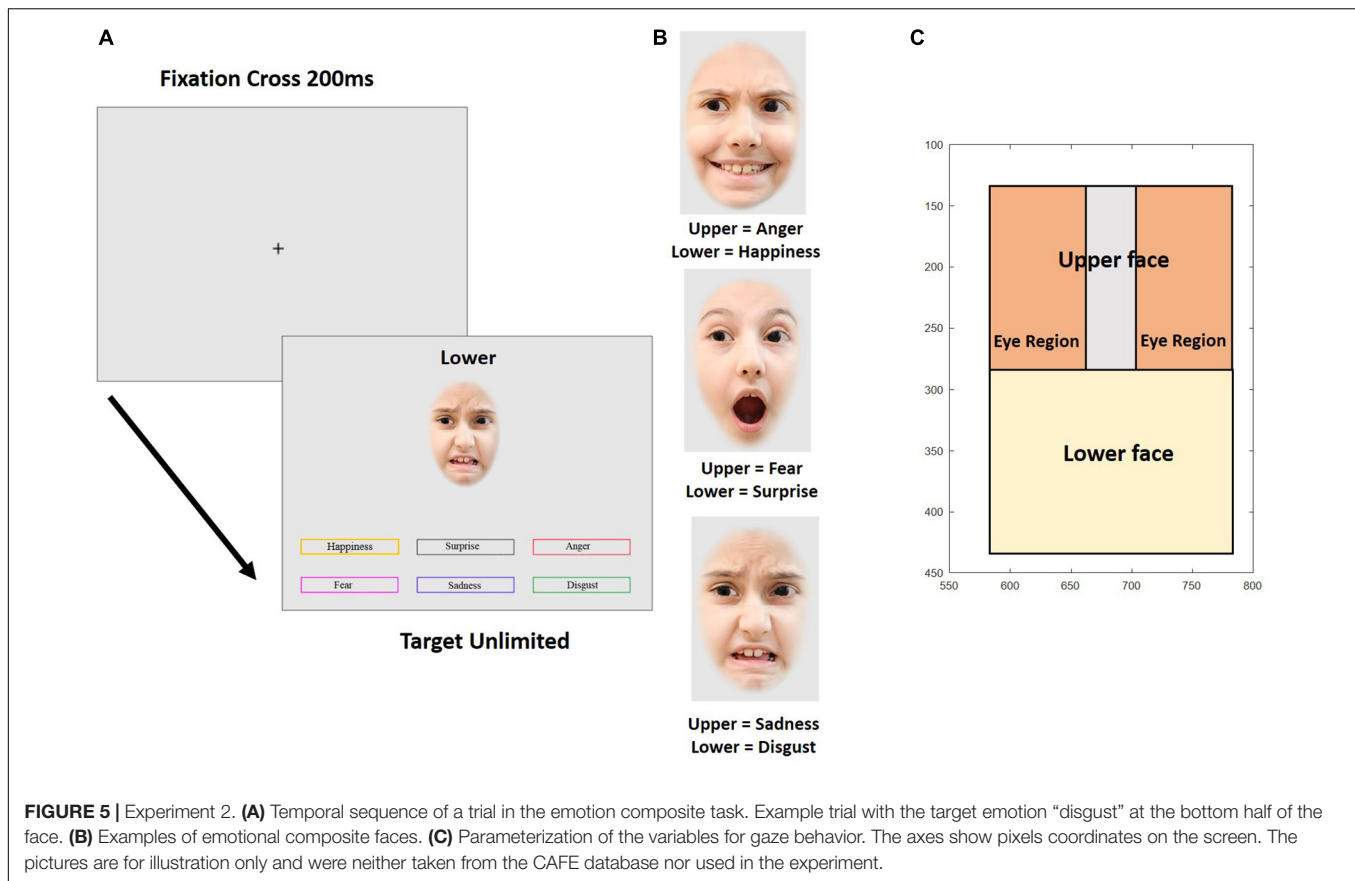 A
Fixation Cross 200ms
Lower
Happiness
Surprise
Anger
Fear
Sadness
Disgust
Target Unlimited
B
Upper = Anger
Lower = Happiness
Upper = Fear
Lower = Surprise
Upper = Sadness
Lower = Disgust
C
100
150
200
250
300
350
400
450
Upper face
Eye Region
Eye Region
Lower face
550
600
650
700
750
800
FIGURE 5 | Experiment 2. (A) Temporal sequence of a trial in the emotion composite task. Example trial with the target emotion “disgust” at the bottom half of the
face. (B) Examples of emotional composite faces. (C) Parameterization of the variables for gaze behavior. The axes show pixels coordinates on the screen. The
pictures are for illustration only and were neither taken from the CAFE database nor used in the experiment.